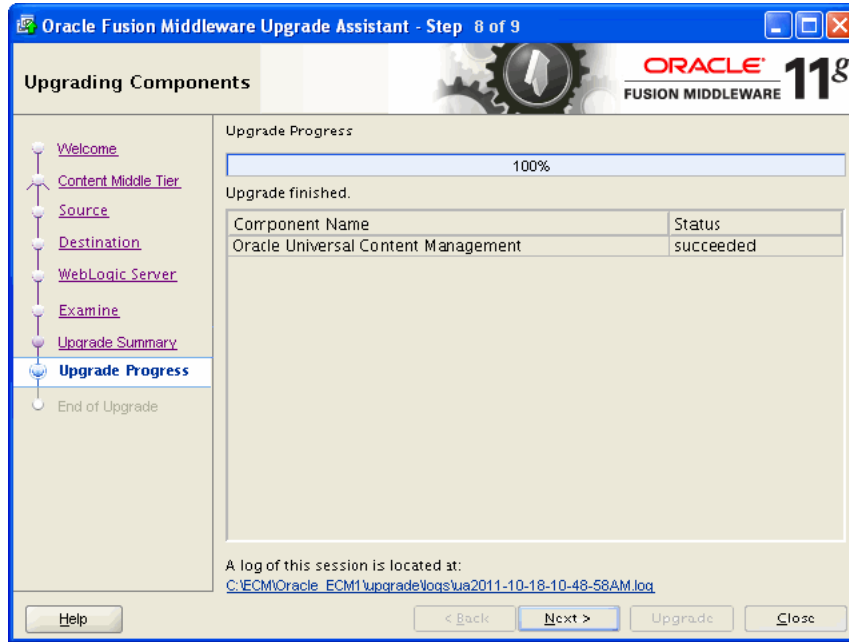 Oracle Fusion Middleware Upgrade Assistant - Step 8 of 9
Upgrading Components
ORACLE
FUSION MIDDLEWARE 11g
Welcome
Content Middle Tier
Source
Destination
WebLogic Server
Examine
Upgrade Summary
Upgrade Progress
End of Upgrade
Upgrade Progress
100%
Upgrade finished.
Component Name Status
Oracle Universal Content Management succeeded
A log of this session is located at:
C:\ECM\Oracle_ECM1\upgrade\logs\ua2011-10-18-10-48-58AM.log
Help < Back Next > Upgrade Close